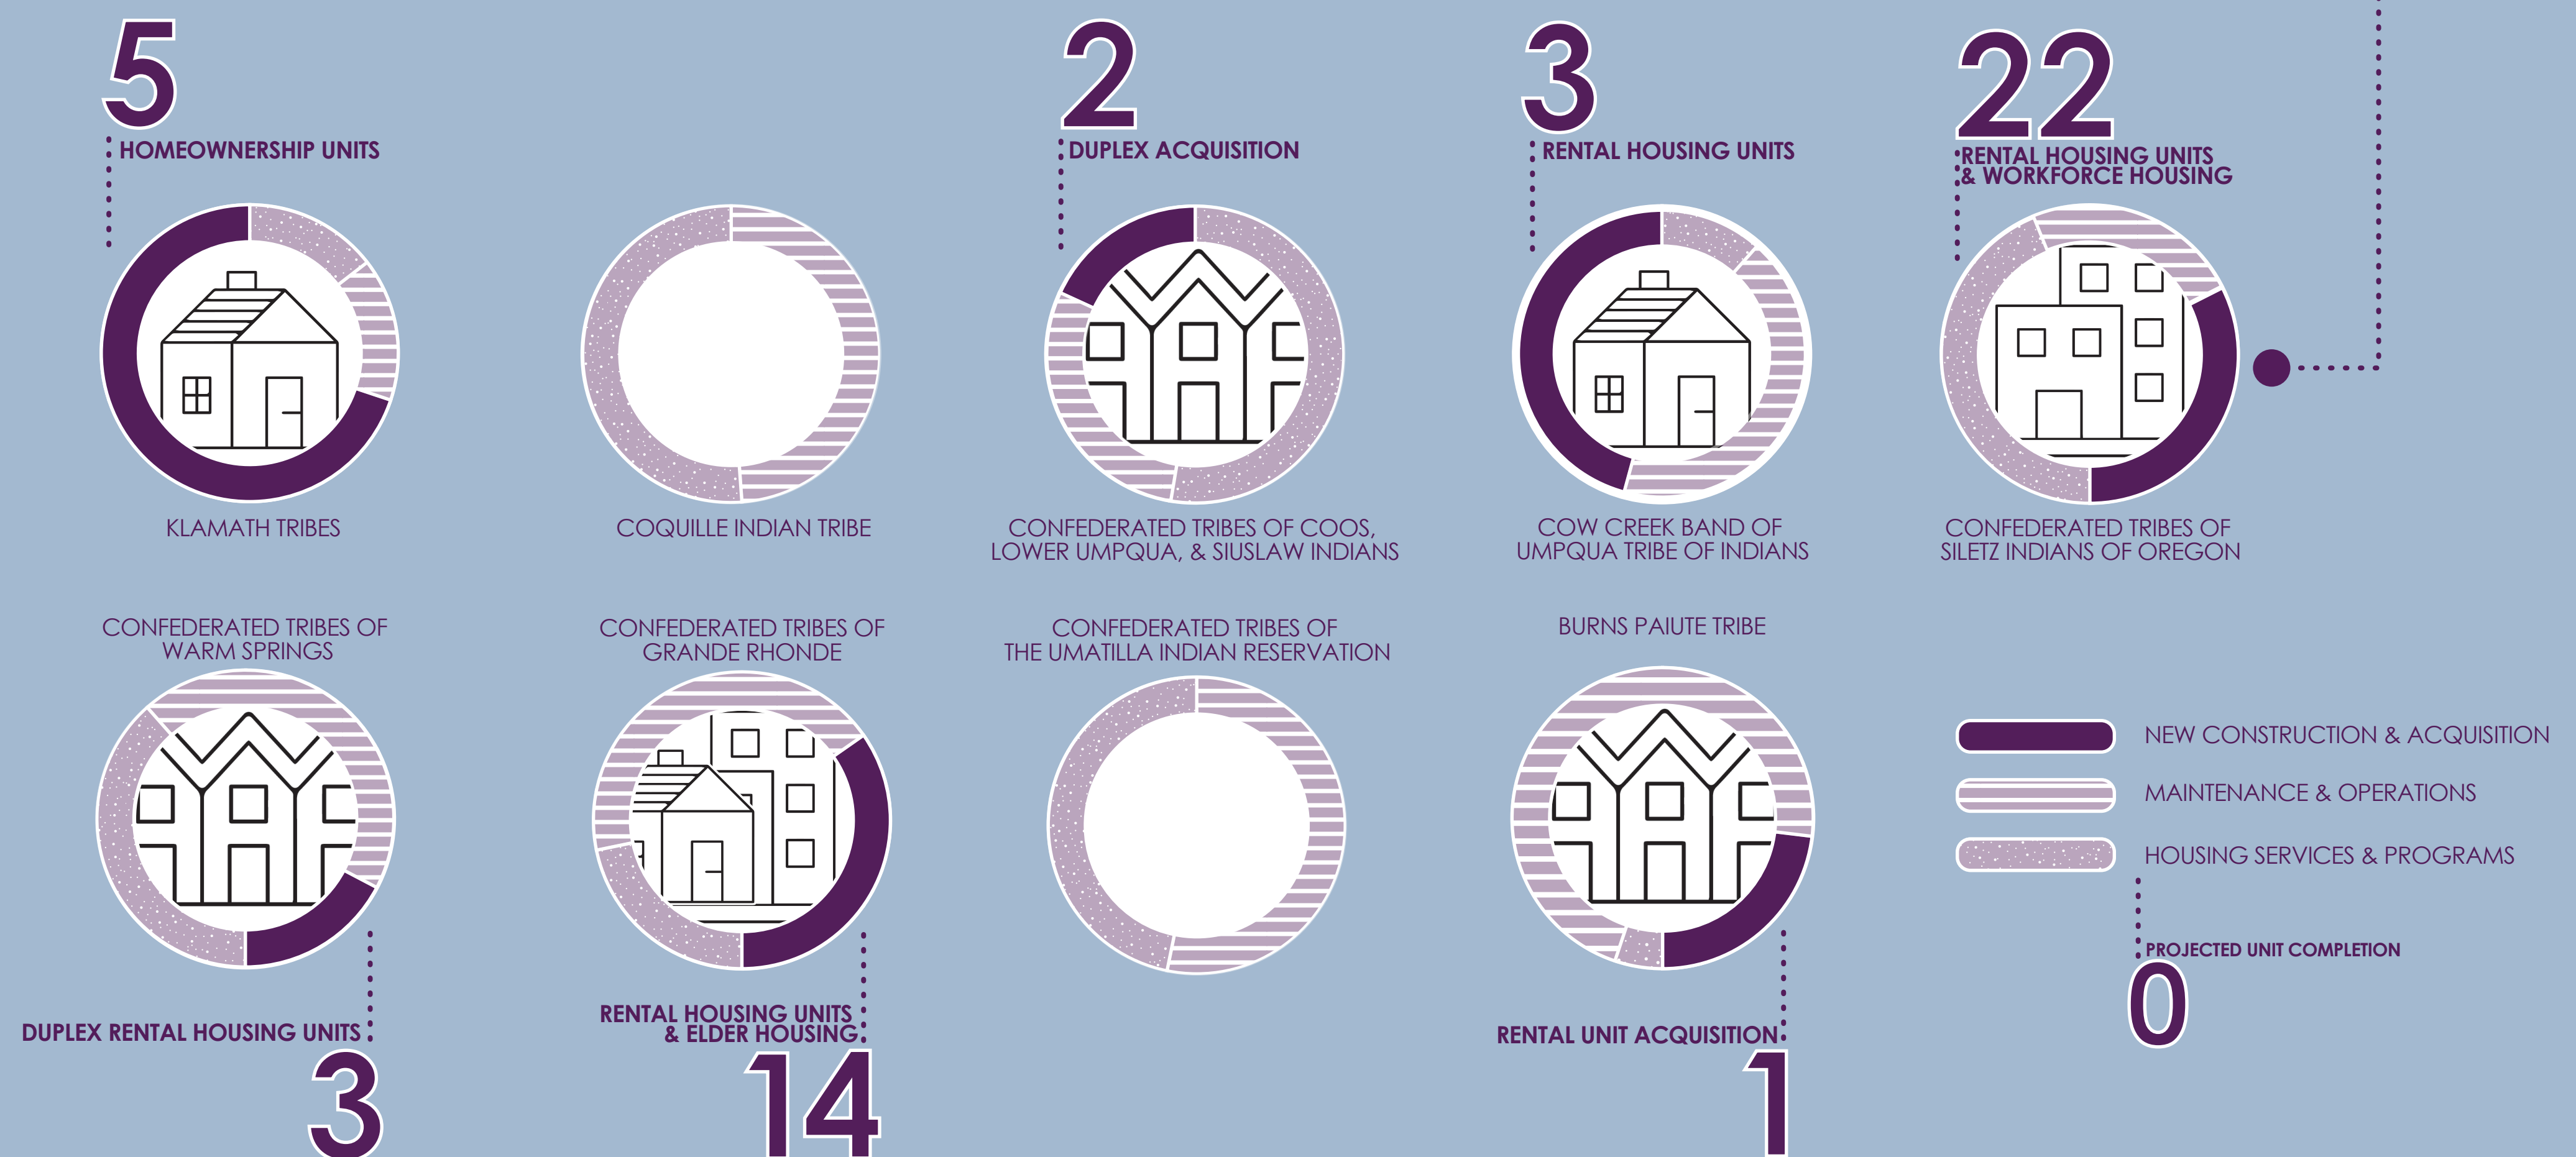 5
HOMEOWNERSHIP UNITS
KLAMATH TRIBES
COQUILLE INDIAN TRIBE
2
DUPLEX ACQUISITION
CONFEDERATED TRIBES OF COOS,
LOWER UMPQUA, & SIUSLAW INDIANS
3
RENTAL HOUSING UNITS
COW CREEK BAND OF
UMPQUA TRIBE OF INDIANS
22
RENTAL HOUSING UNITS
& WORKFORCE HOUSING
CONFEDERATED TRIBES OF
SILETZ INDIANS OF OREGON
CONFEDERATED TRIBES OF
WARM SPRINGS
DUPLEX RENTAL HOUSING UNITS
3
CONFEDERATED TRIBES OF
GRANDE RHONDE
RENTAL HOUSING UNITS
& ELDER HOUSING
14
CONFEDERATED TRIBES OF
THE UMATILLA INDIAN RESERVATION
BURNS PAIUTE TRIBE
RENTAL UNIT ACQUISITION
1
NEW CONSTRUCTION & ACQUISITION
MAINTENANCE & OPERATIONS
HOUSING SERVICES & PROGRAMS
PROJECTED UNIT COMPLETION
0